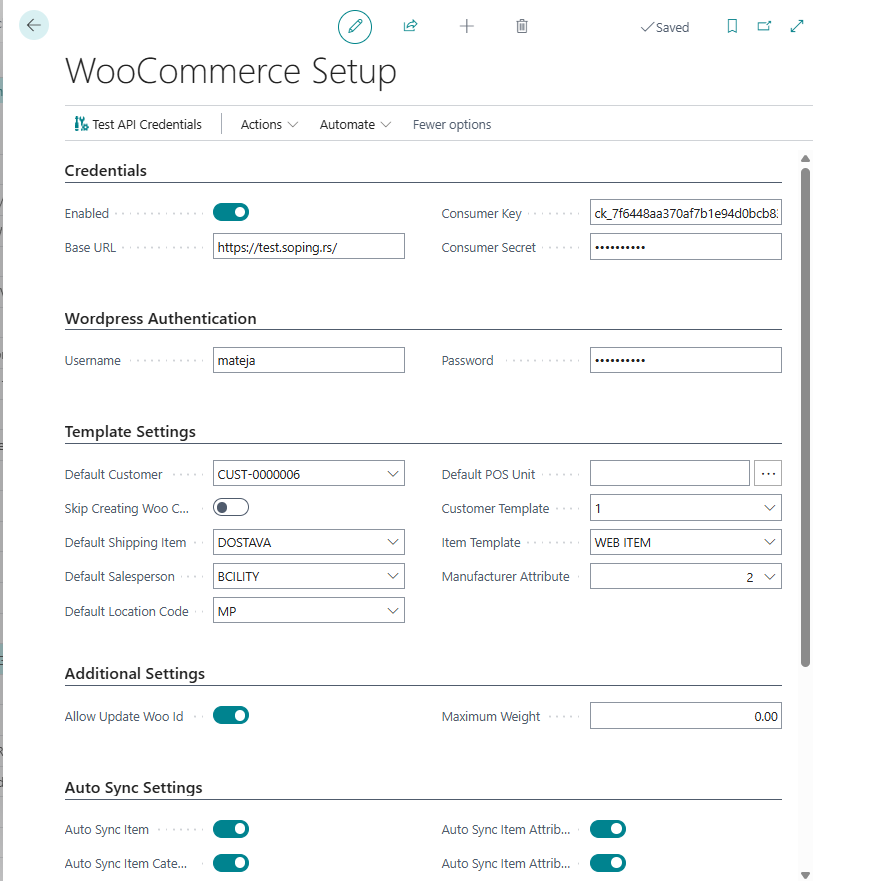 Saved
WooCommerce Setup
Test API Credentials Actions Automate Fewer options
Credentials
Enabled Consumer Key ck_7f6448aa370af7b1e94d0bcb8
Base URL https://test.soping.rs/ Consumer Secret ••••••••••
Wordpress Authentication
Username mateja Password ••••••••••
Template Settings
Default Customer CUST-0000006 Default POS Unit ...
Skip Creating Woo C... Customer Template 1
Default Shipping Item DOSTAVA Item Template WEB ITEM
Default Salesperson BCILITY Manufacturer Attribute 2
Default Location Code MP
Additional Settings
Allow Update Woo Id Maximum Weight 0.00
Auto Sync Settings
Auto Sync Item Auto Sync Item Attrib...
Auto Sync Item Cate... Auto Sync Item Attrib...